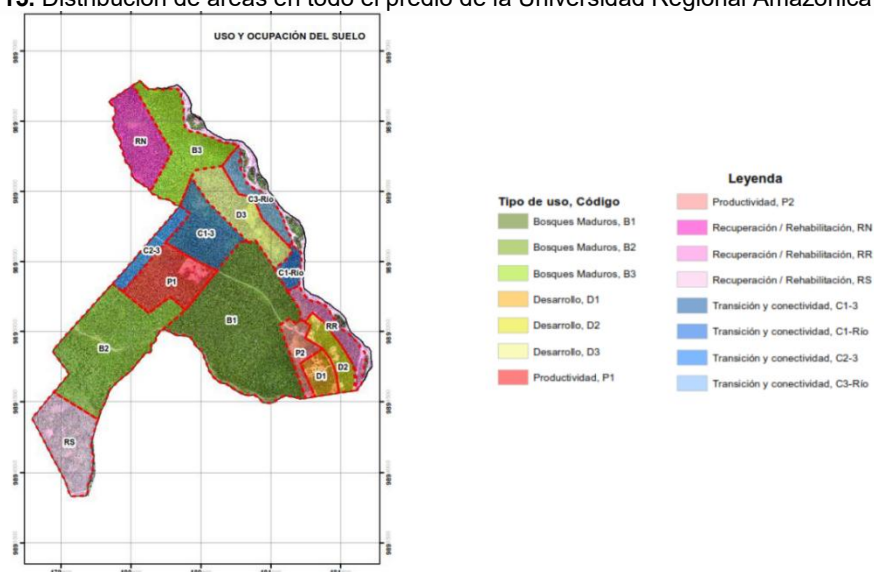 15. Distribución de áreas en todo el predio de la Universidad Regional Amazónica
USO Y OCUPACIÓN DEL SUELO
RN
B3
C3-Río
D3
C1-3
C2-3
C1-Río
P1
B1
RR
B2
P2
D2
D1
RS
Leyenda
Tipo de uso, Código
Bosques Maduros, B1
Bosques Maduros, B2
Bosques Maduros, B3
Desarrollo, D1
Desarrollo, D2
Desarrollo, D3
Productividad, P1
Productividad, P2
Recuperación / Rehabilitación, RN
Recuperación / Rehabilitación, RR
Recuperación / Rehabilitación, RS
Transición y conectividad, C1-3
Transición y conectividad, C1-Río
Transición y conectividad, C2-3
Transición y conectividad, C3-Río